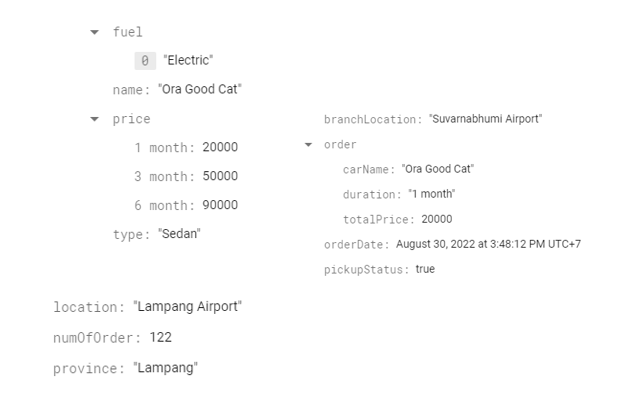 fuel
0 "Electric"
name: "Ora Good Cat"
price
1 month: 20000
3 month: 50000
6 month: 90000
type: "Sedan"
branchLocation: "Suvarnabhumi Airport"
order
carName: "Ora Good Cat"
duration: "1 month"
totalPrice: 20000
orderDate: August 30, 2022 at 3:48:12 PM UTC+7
pickupStatus: true
location: "Lampang Airport"
numOfOrder: 122
province: "Lampang"